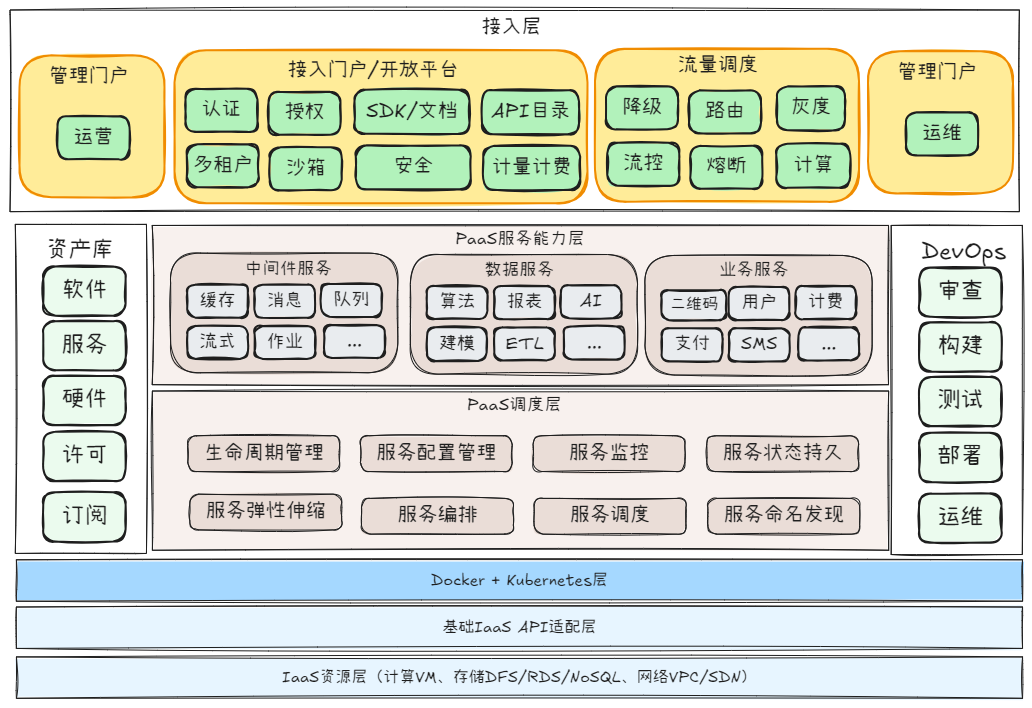 接入层
管理门户
运营
接入门户/开放平台
认证
授权
SDK/文档
API目录
多租户
沙箱
安全
计量计费
流量调度
降级
路由
灰度
流控
熔断
计算
管理门户
运维
资产库
软件
服务
硬件
许可
订阅
PaaS服务能力层
中间件服务
缓存
消息
队列
流式
作业
...
数据服务
算法
报表
AI
建模
ETL
...
业务服务
二维码
用户
计费
支付
SMS
...
PaaS调度层
生命周期管理
服务配置管理
服务监控
服务状态持久
服务弹性伸缩
服务编排
服务调度
服务命名发现
DevOps
审查
构建
测试
部署
运维
Docker + Kubernetes层
基础IaaS API适配层
IaaS资源层（计算VM、存储DFS/RDS/NoSQL、网络VPC/SDN）